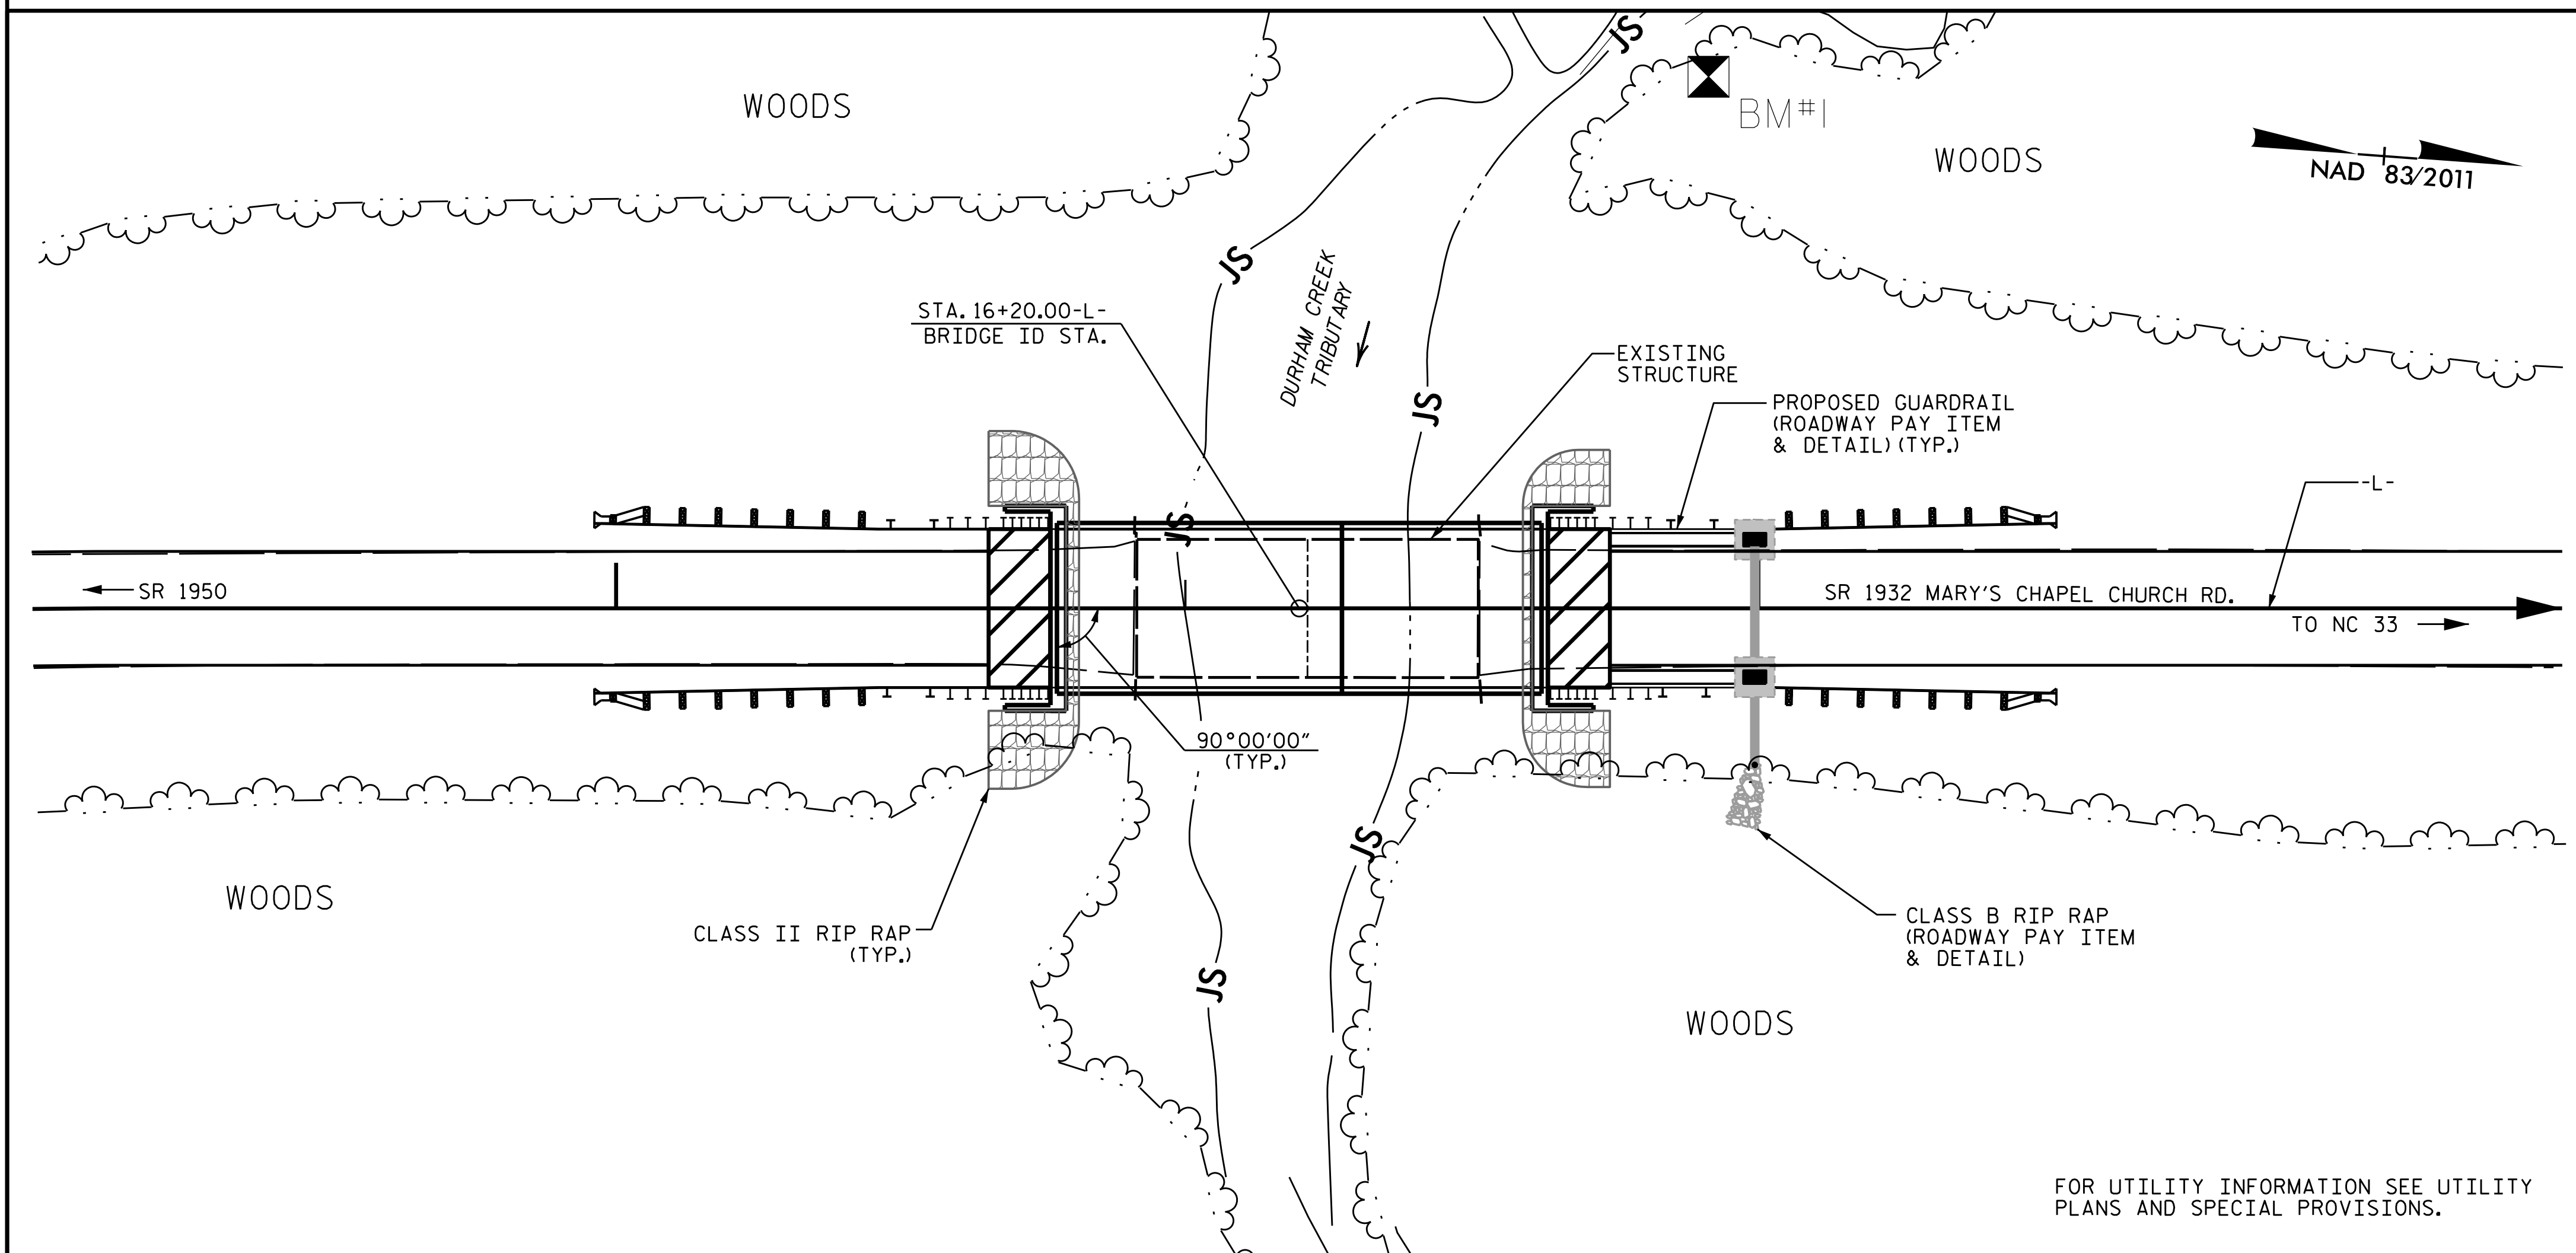 WOODS
JS
BM#1
WOODS
NAD 83/2011
JS
DURHAM CREEK
TRIBUTARY
STA. 16+20.00-L-
BRIDGE ID STA.
EXISTING
STRUCTURE
JS
PROPOSED GUARDRAIL
(ROADWAY PAY ITEM
& DETAIL) (TYP.)
-L-
JS
SR 1950
SR 1932 MARY'S CHAPEL CHURCH RD.
TO NC 33
90°00'00"
(TYP.)
JS
WOODS
CLASS II RIP RAP
(TYP.)
CLASS B RIP RAP
(ROADWAY PAY ITEM
& DETAIL)
JS
WOODS
FOR UTILITY INFORMATION SEE UTILITY
PLANS AND SPECIAL PROVISIONS.